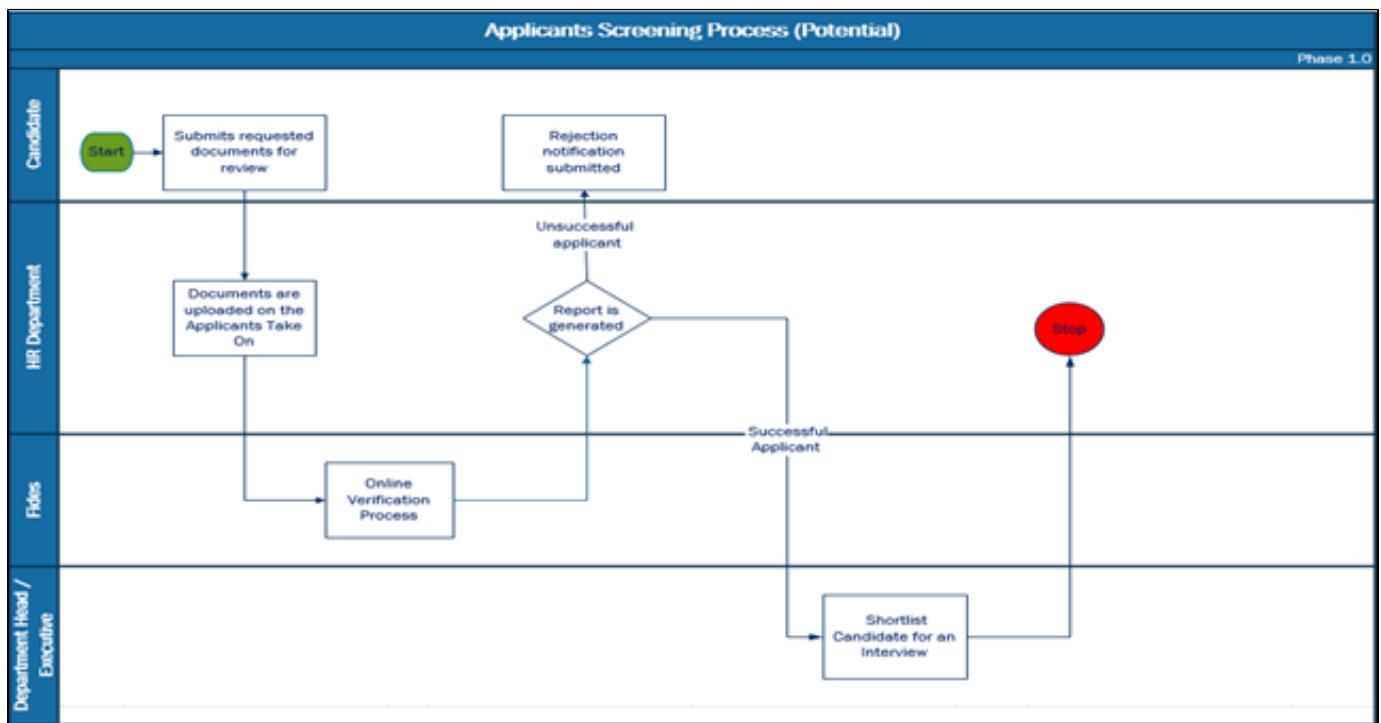 Applicants Screening Process (Potential)
Phase 1.0
Candidate
Start
Submits requested
documents for
review
Rejection
notification
submitted
HR Department
Unsuccessful
applicant
Documents are
uploaded on the
Applicants Take
On
Report is
generated
Stop
Successful
Applicant
Fides
Online
Verification
Process
Department Head /
Executive
Shortlist
Candidate for an
Interview